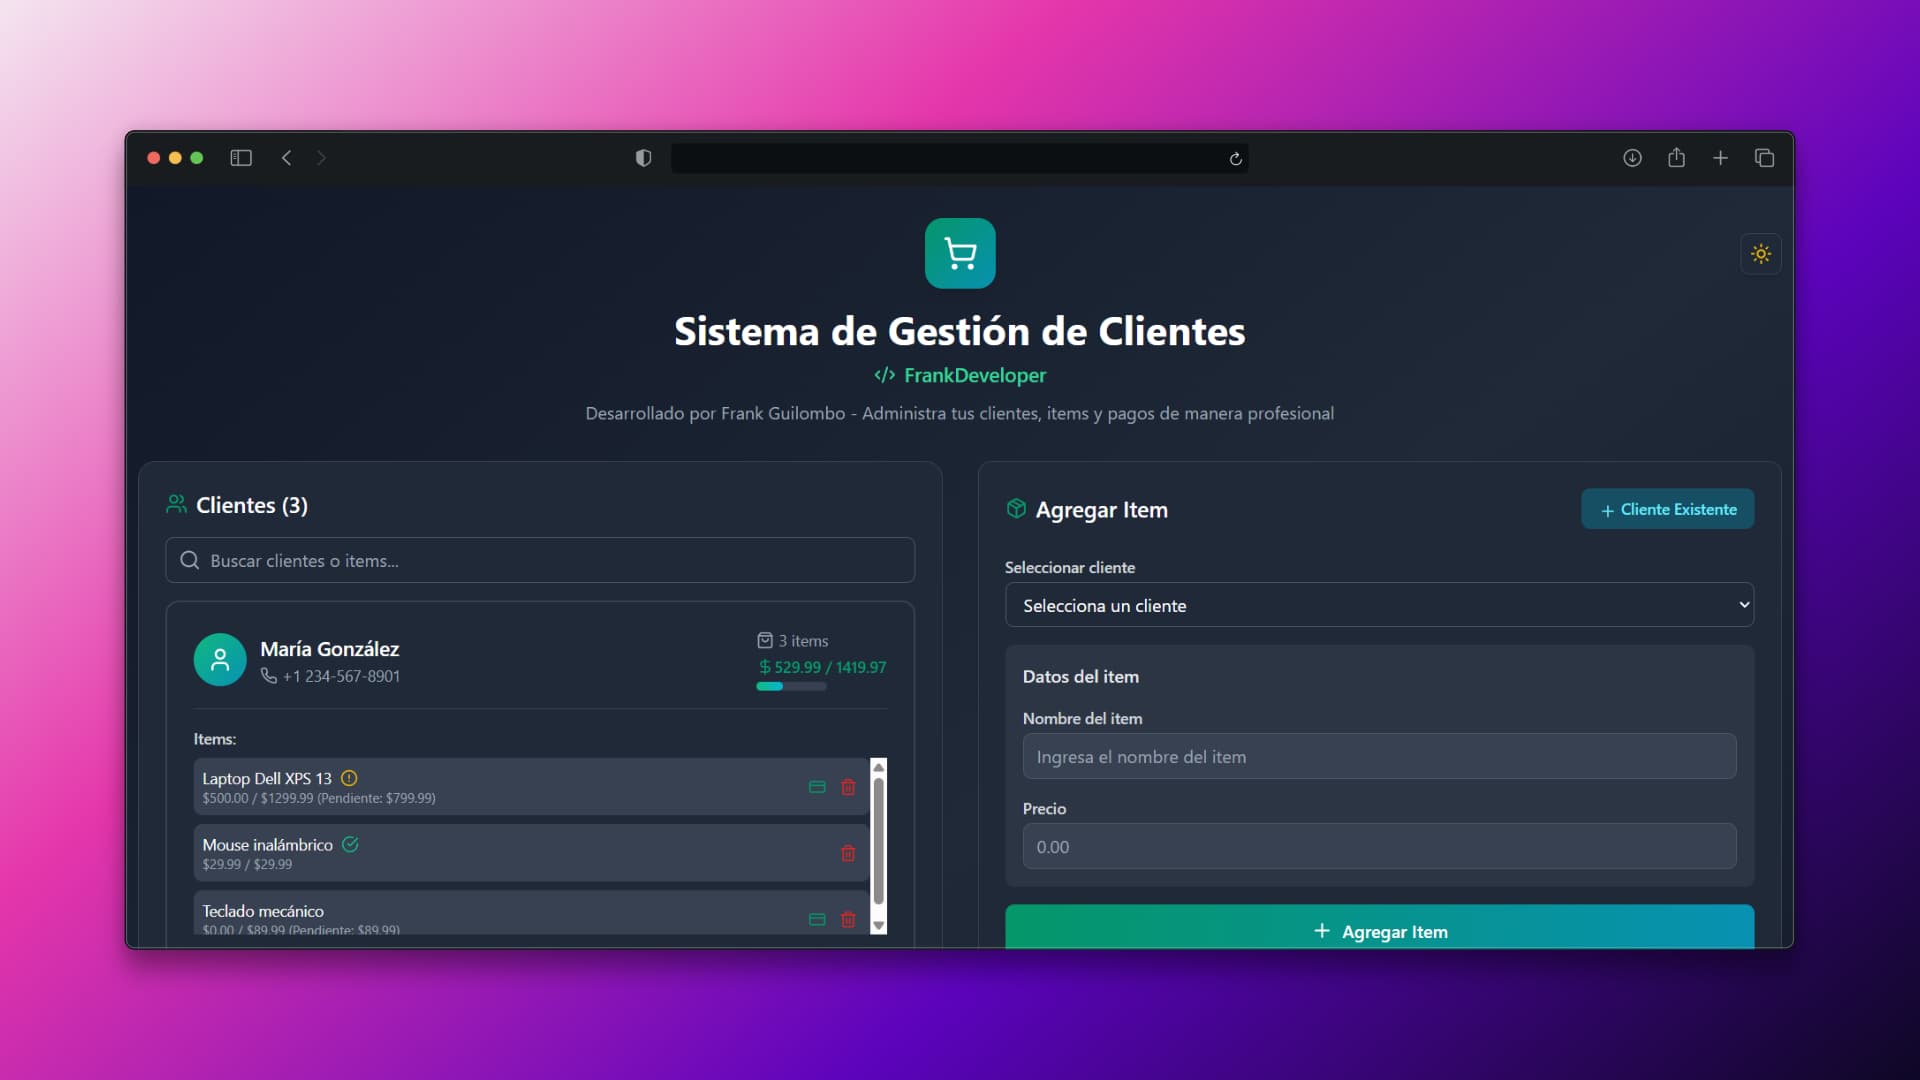 Sistema de Gestión de Clientes
</> FrankDeveloper
Desarrollado por Frank Guilombo - Administra tus clientes, items y pagos de manera profesional
Clientes (3)
Buscar clientes o items...
María González
+1 234-567-8901
3 items
$ 529.99 / 1419.97
Items:
Laptop Dell XPS 13
$500.00 / $1299.99 (Pendiente: $799.99)
Mouse inalámbrico
$29.99 / $29.99
Teclado mecánico
$0.00 / $89.99 (Pendiente: $89.99)
Agregar Item
+ Cliente Existente
Seleccionar cliente
Selecciona un cliente
Datos del item
Nombre del item
Ingresa el nombre del item
Precio
0.00
+ Agregar Item